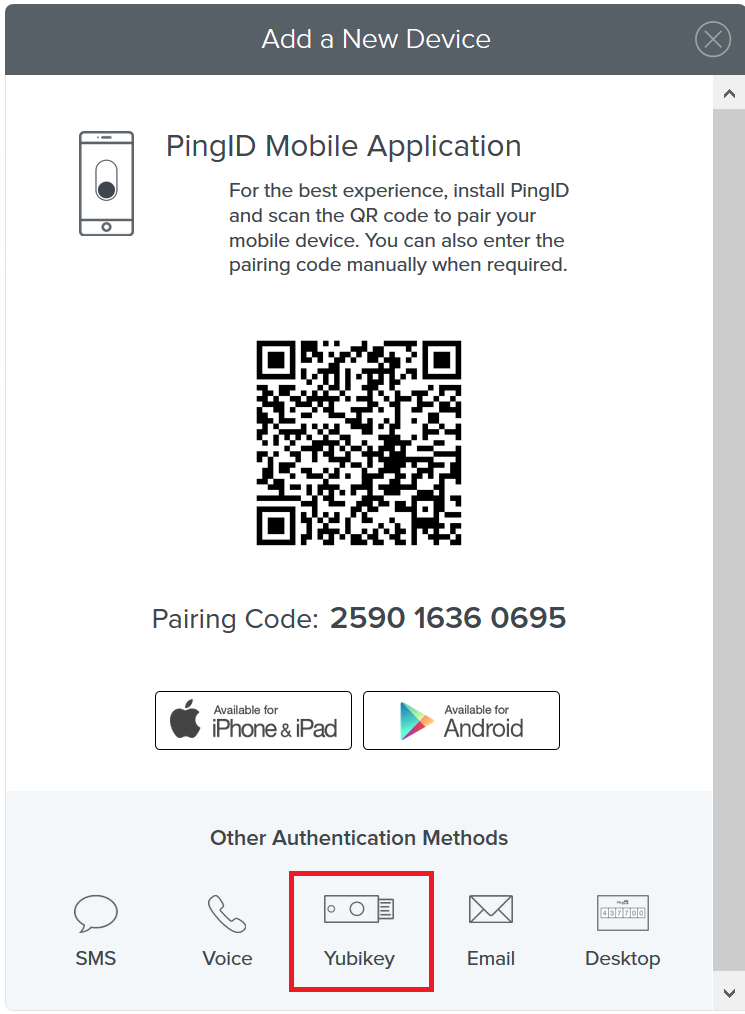 Add a New Device
PingID Mobile Application
For the best experience, install PingID
and scan the QR code to pair your
mobile device. You can also enter the
pairing code manually when required.
Pairing Code: 2590 1636 0695
Available for
iPhone & iPad
Available for
Android
Other Authentication Methods
437700
SMS
Voice
Yubikey
Email
Desktop